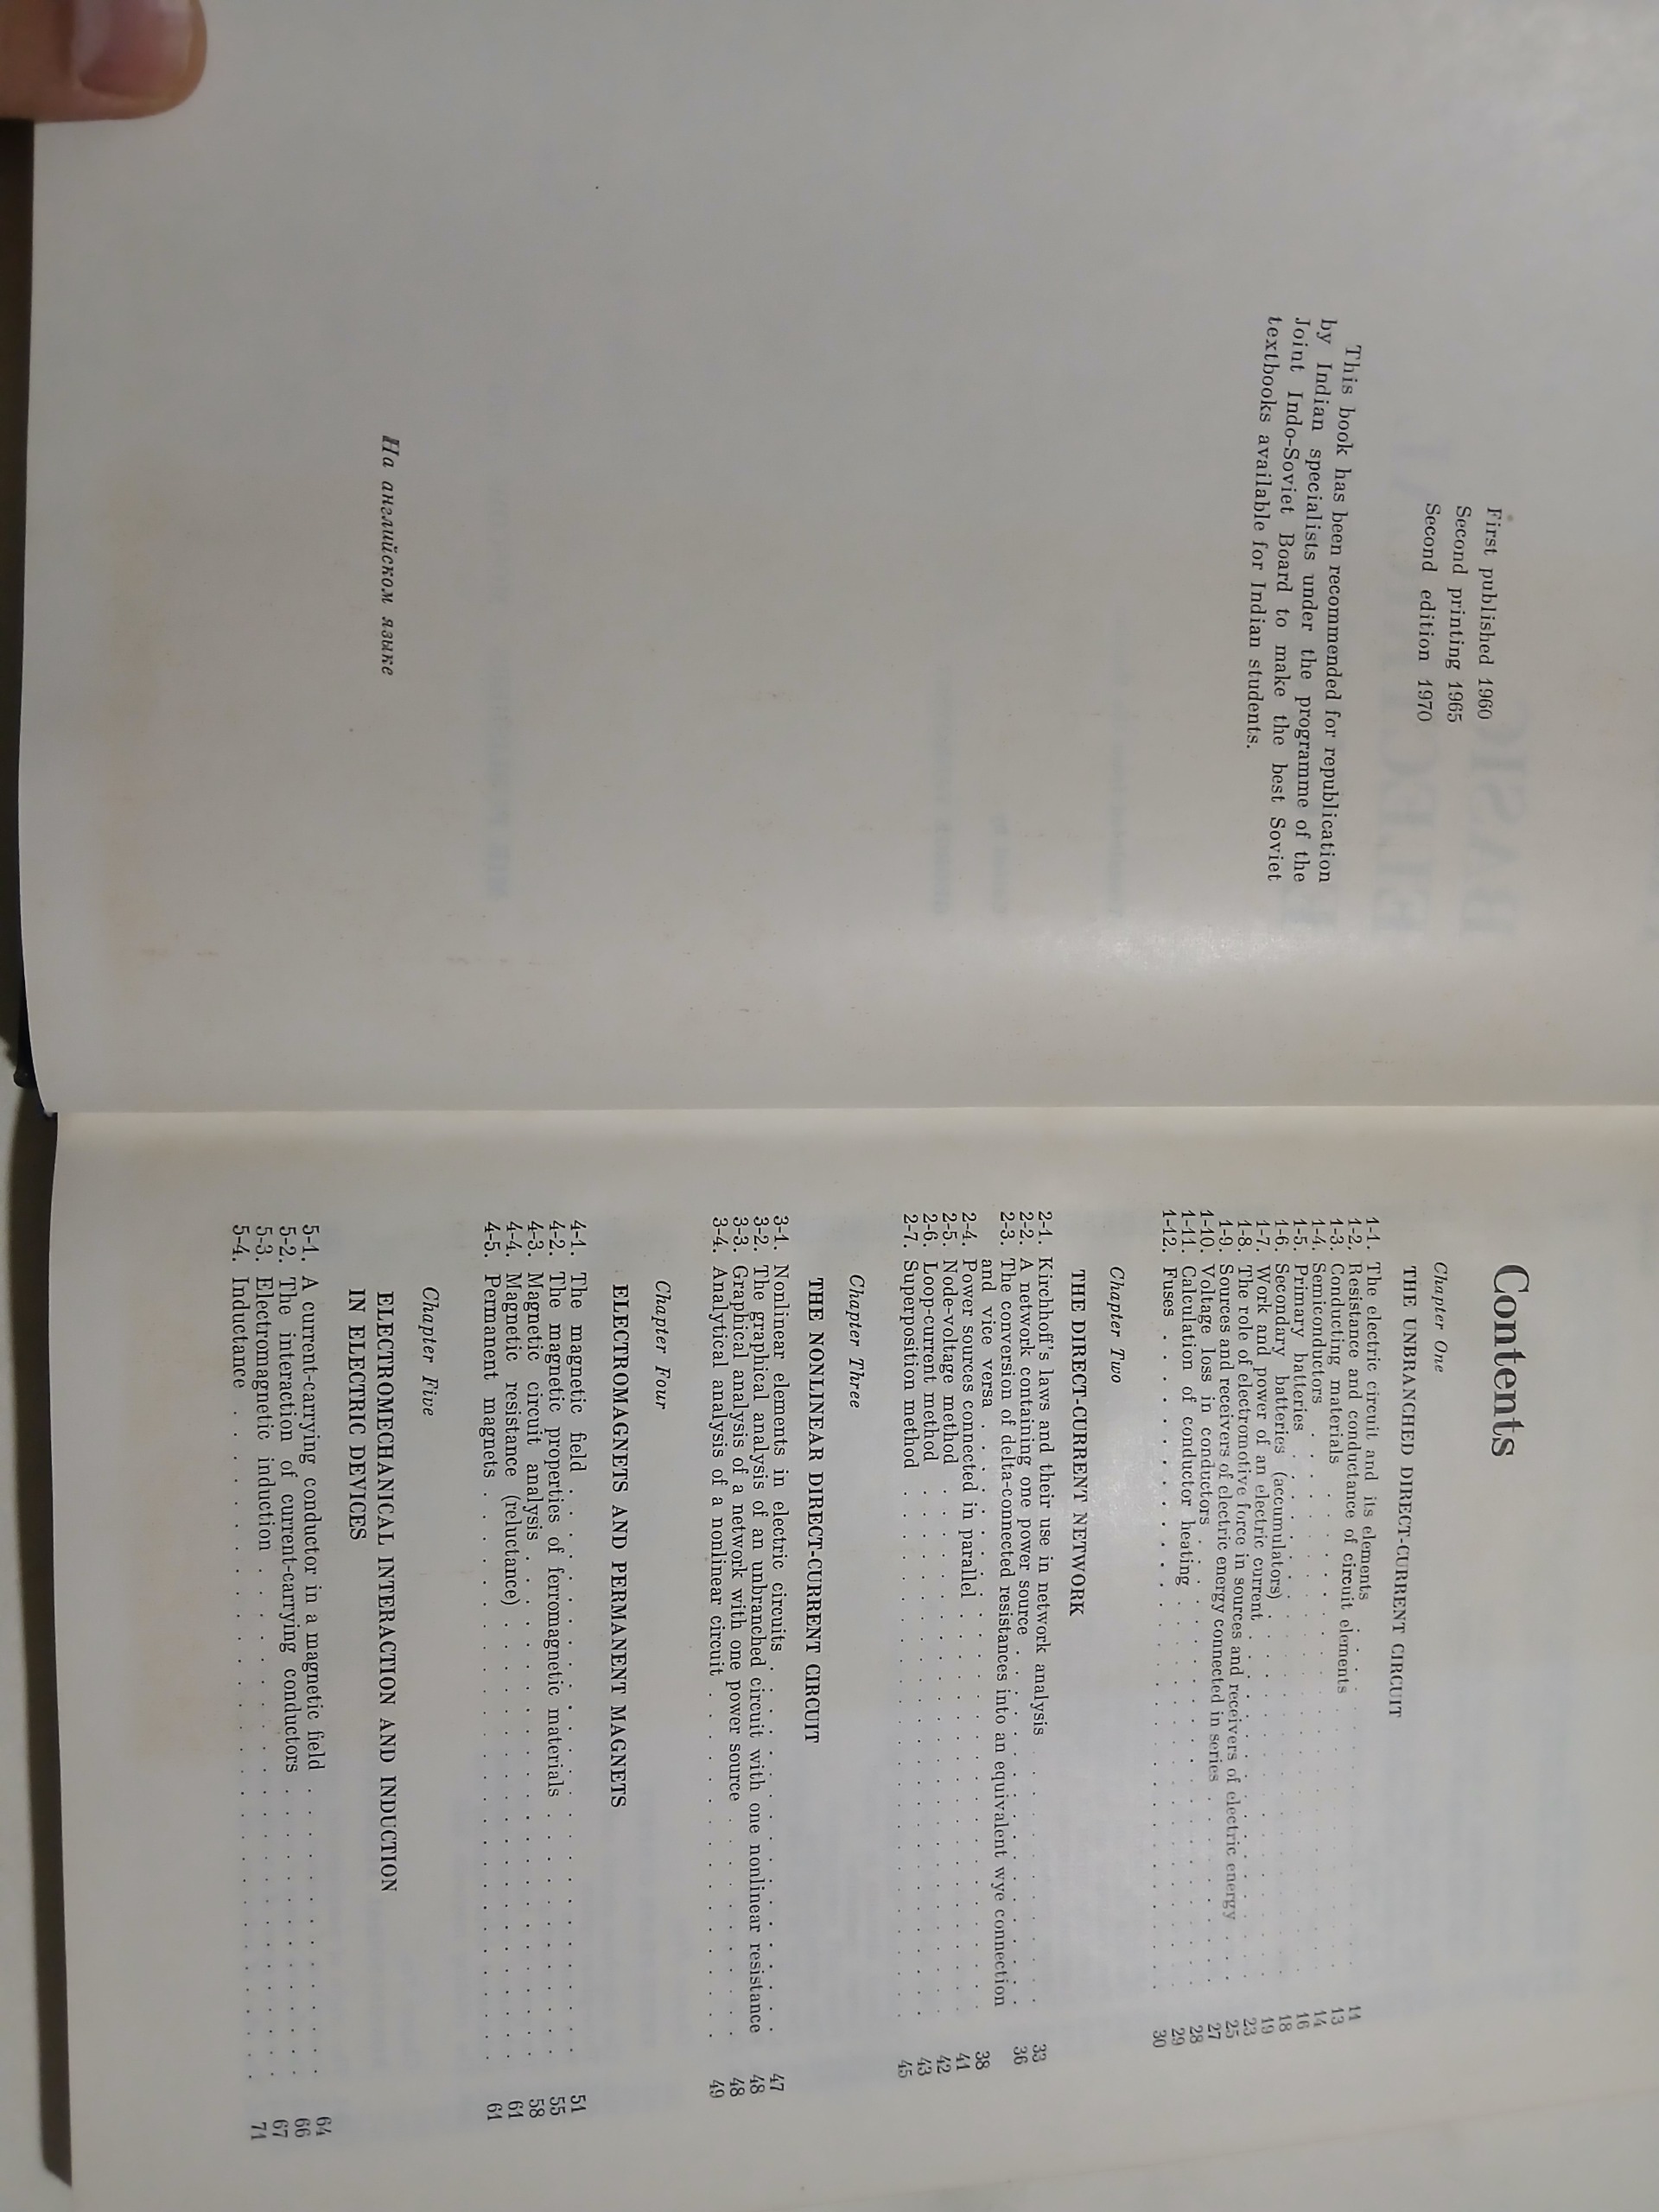 First published 1960
Second printing 1965
Second edition 1970
This book has been recommended for republication
by Indian specialists under the programme of the
Joint Indo-Soviet Board to make the best Soviet
textbooks available for Indian students.
На английском языке
Contents
Chapter One
THE UNBRANCHED DIRECT-CURRENT CIRCUIT
1-1. The electric circuit and its elements . . . . . . . . 11
1-2. Resistance and conductance of circuit elements . . . . . . . . 13
1-3. Conducting materials . . . . . . . . 14
1-4. Semiconductors . . . . . . . . 16
1-5. Primary batteries . . . . . . . . 18
1-6. Secondary batteries (accumulators) . . . . . . . . 19
1-7. Work and power of an electric current . . . . . . . . 23
1-8. The role of electromotive force in sources and receivers of electric energy 25
1-9. Sources and receivers of electric energy connected in series . . . . . . 27
1-10. Voltage loss in conductors . . . . . . . . 28
1-11. Calculation of conductor heating . . . . . . . . 29
1-12. Fuses . . . . . . . . 30
Chapter Two
THE DIRECT-CURRENT NETWORK
2-1. Kirchhoff's laws and their use in network analysis . . . . . . . . 33
2-2. A network containing one power source . . . . . . . . 36
2-3. The conversion of delta-connected resistances into an equivalent wye connection
and vice versa . . . . . . . . 38
2-4. Power sources connected in parallel . . . . . . . . 41
2-5. Node-voltage method . . . . . . . . 42
2-6. Loop-current method . . . . . . . . 43
2-7. Superposition method . . . . . . . . 45
Chapter Three
THE NONLINEAR DIRECT-CURRENT CIRCUIT
3-1. Nonlinear elements in electric circuits . . . . . . . . 47
3-2. The graphical analysis of an unbranched circuit with one nonlinear resistance 48
3-3. Graphical analysis of a network with one power source . . . . . . . . 48
3-4. Analytical analysis of a nonlinear circuit . . . . . . . . 49
Chapter Four
ELECTROMAGNETS AND PERMANENT MAGNETS
4-1. The magnetic field . . . . . . . . 51
4-2. The magnetic properties of ferromagnetic materials . . . . . . . . 55
4-3. Magnetic circuit analysis . . . . . . . . 58
4-4. Magnetic resistance (reluctance) . . . . . . . . 61
4-5. Permanent magnets . . . . . . . . 61
Chapter Five
ELECTROMECHANICAL INTERACTION AND INDUCTION
IN ELECTRIC DEVICES
5-1. A current-carrying conductor in a magnetic field . . . . . . . . 64
5-2. The interaction of current-carrying conductors . . . . . . . . 66
5-3. Electromagnetic induction . . . . . . . . 67
5-4. Inductance . . . . . . . . 71